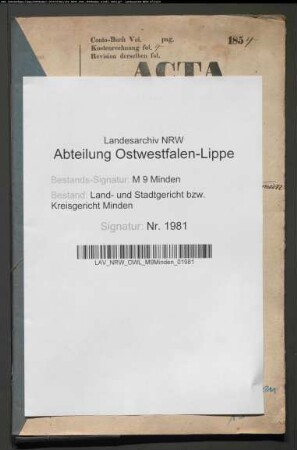 Conto-Buch Vol. pag. 1854
Kostenrechnung fol.
Revision derselben fol.
ACTA
Landesarchiv NRW
Abteilung Ostwestfalen-Lippe
Bestands-Signatur: M 9 Minden
Bestand: Land- und Stadtgericht bzw.
Kreisgericht Minden
Signatur: Nr. 1981
LAV_NRW_OWL_M9Minden_01981